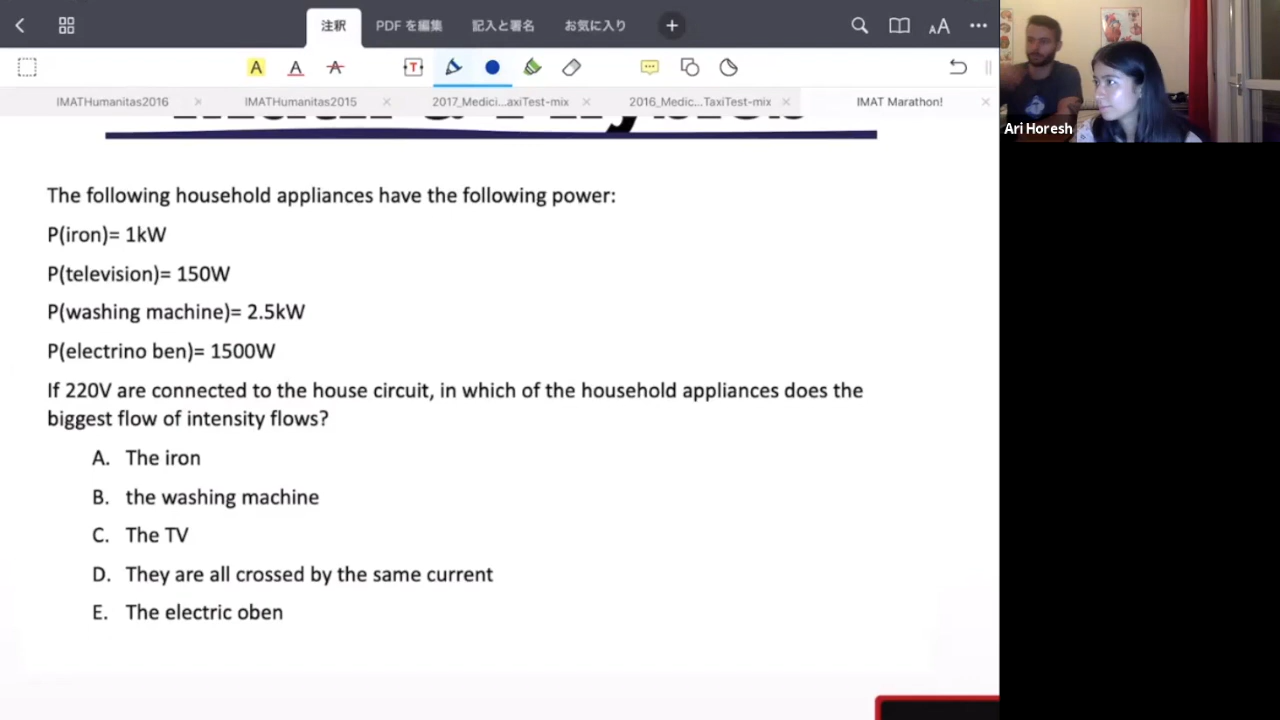 注釈
PDF を編集
記入と署名
お気に入り
AA
A
A
A
T
IMATHumanitas2016
IMATHumanitas2015
2017_Medici...axiTest-mix
2016_Medic...TaxiTest-mix
IMAT Marathon!
Ari Horesh
The following household appliances have the following power:
P(iron)= 1kW
P(television)= 150W
P(washing machine)= 2.5kW
P(electrino ben)= 1500W
If 220V are connected to the house circuit, in which of the household appliances does the
biggest flow of intensity flows?
A. The iron
B. the washing machine
C. The TV
D. They are all crossed by the same current
E. The electric oben